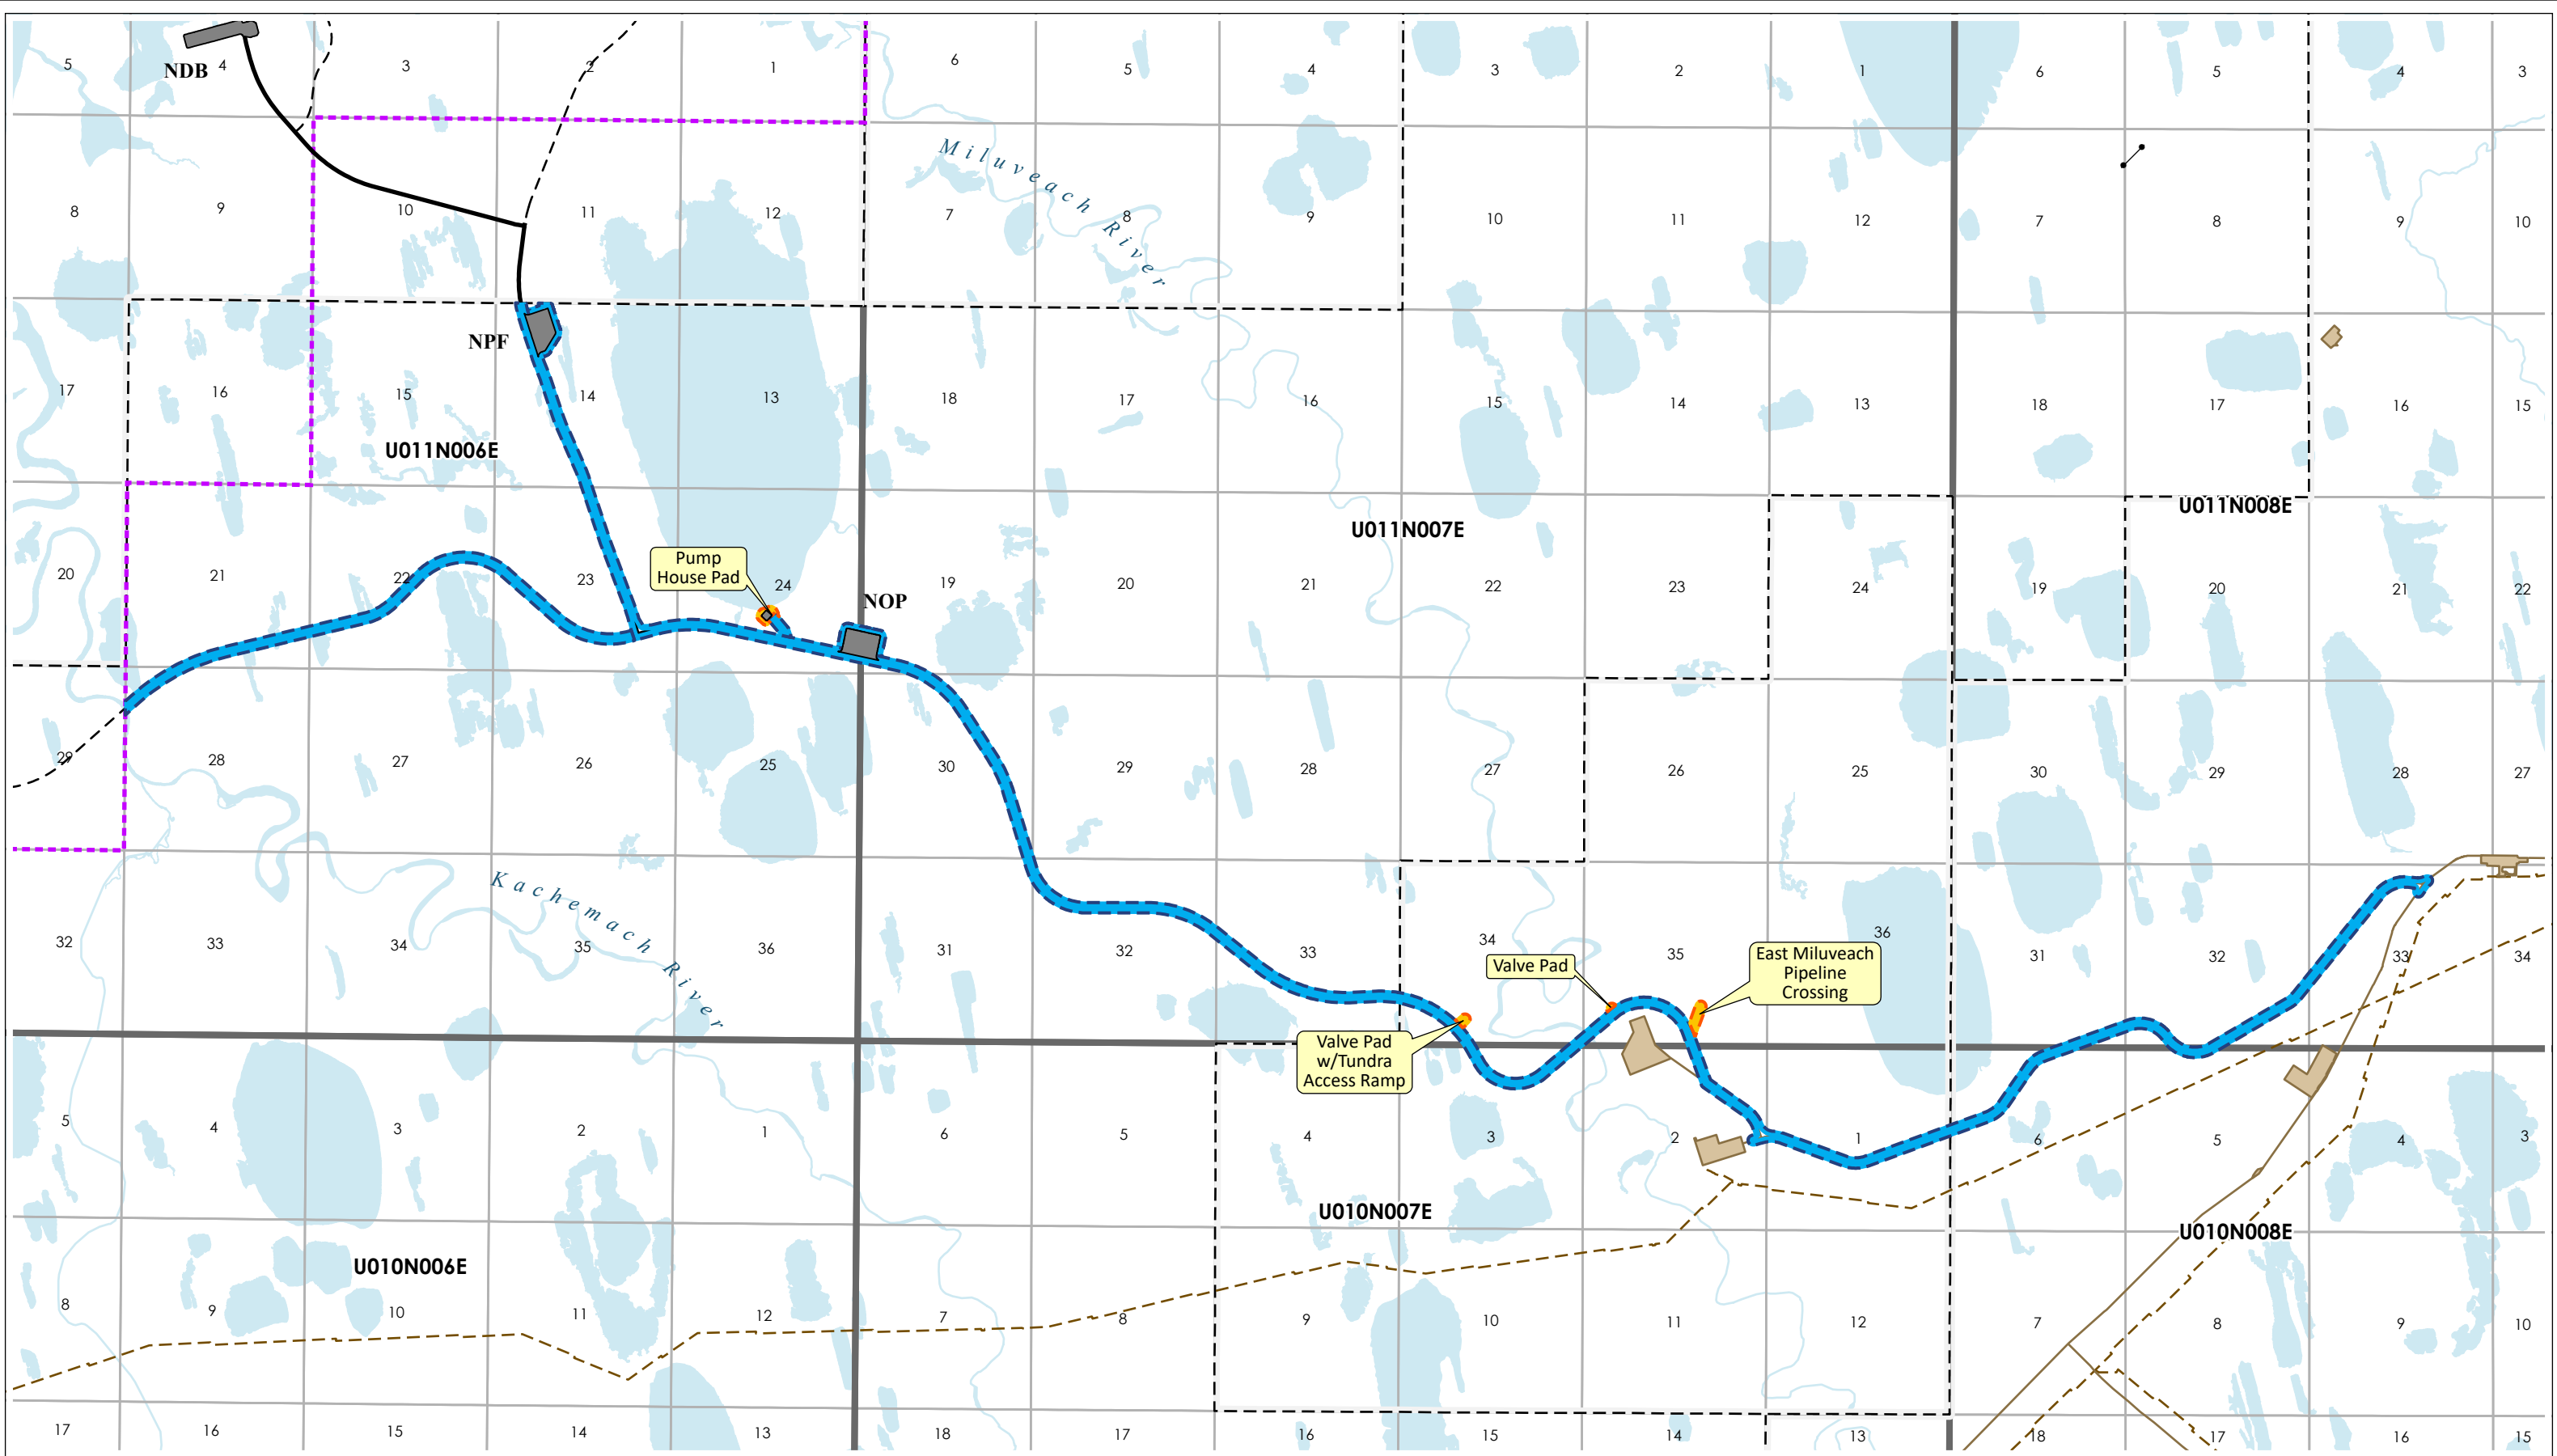 NDB
5 4 3 2 1 6 5 4 3 2 1 6 5 4 3
Miluveach River
8 9 10 11 12 7 8 9 10 11 12 7 8 9 10
NPF
17 16 15 14 13 18 17 16 15 14 13 18 17 16 15
U011N006E
U011N007E
U011N008E
Pump
House Pad
20 21 22 23 24 19 20 21 22 23 24 19 20 21 22
NOP
29 28 27 26 25 30 29 28 27 26 25 30 29 28 27
Kachemach River
32 33 34 35 36 31 32 33 34 35 36 31 32 33 34
Valve Pad
East Miluveach
Pipeline
Crossing
Valve Pad
w/Tundra
Access Ramp
5 4 3 2 1 6 5 4 3 2 1 6 5 4 3
U010N006E
U010N007E
U010N008E
8 9 10 11 12 7 8 9 10 11 12 7 8 9 10
17 16 15 14 13 18 17 16 15 14 13 18 17 16 15